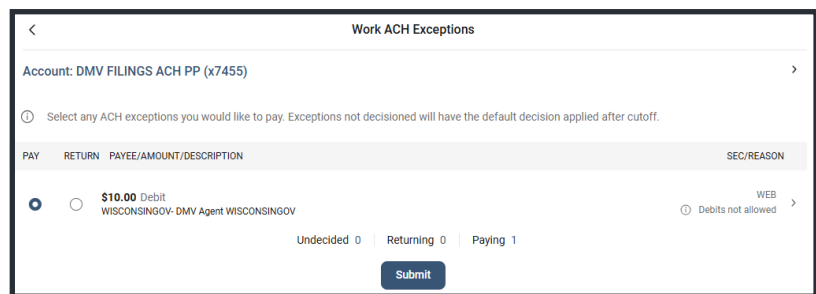 Work ACH Exceptions
Account: DMV FILINGS ACH PP (x7455)
Select any ACH exceptions you would like to pay. Exceptions not decisioned will have the default decision applied after cutoff.
PAY RETURN PAYEE/AMOUNT/DESCRIPTION SEC/REASON
$10.00 Debit WEB
WISCONSINGOV- DMV Agent WISCONSINGOV Debits not allowed
Undecided 0 Returning 0 Paying 1
Submit